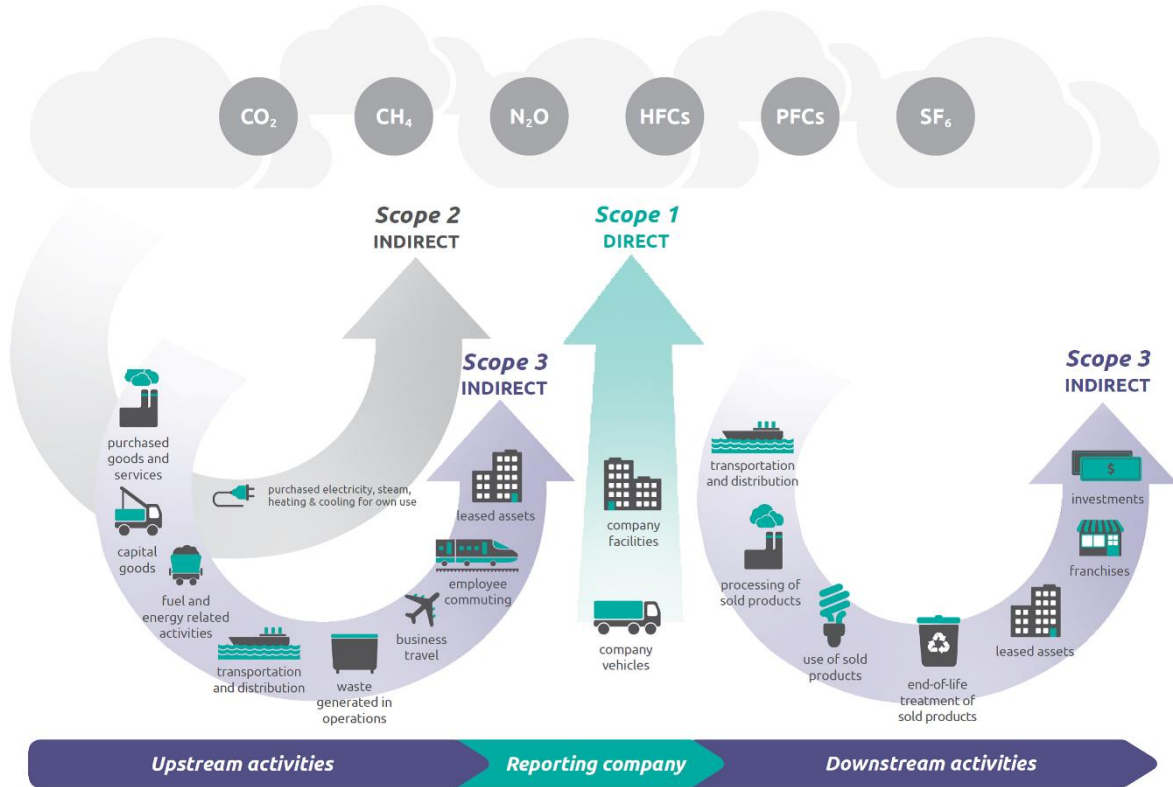 CO₂
CH₄
N₂O
HFCs
PFCs
SF₆
Scope 2
INDIRECT
Scope 1
DIRECT
Scope 3
INDIRECT
Scope 3
INDIRECT
purchased
goods and
services
capital
goods
fuel and
energy related
activities
purchased electricity, steam,
heating & cooling for own use
transportation
and distribution
waste
generated in
operations
business
travel
employee
commuting
leased assets
company
facilities
company
vehicles
transportation
and distribution
processing of
sold products
use of sold
products
end-of-life
treatment of
sold products
leased assets
franchises
$
investments
Upstream activities
Reporting company
Downstream activities